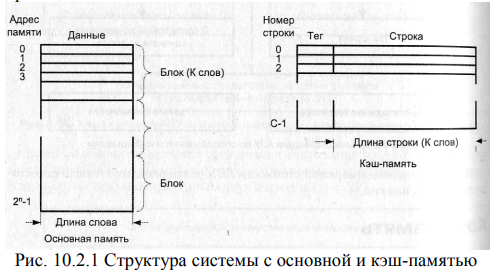 Адрес
памяти
Данные
0
1
2
3
Блок (К слов)
Блок
2ⁿ-1
Длина слова
Основная память
Номер
строки
Тег
Строка
0
1
2
С-1
Длина строки (К слов)
Кэш-память
Рис. 10.2.1 Структура системы с основной и кэш-памятью